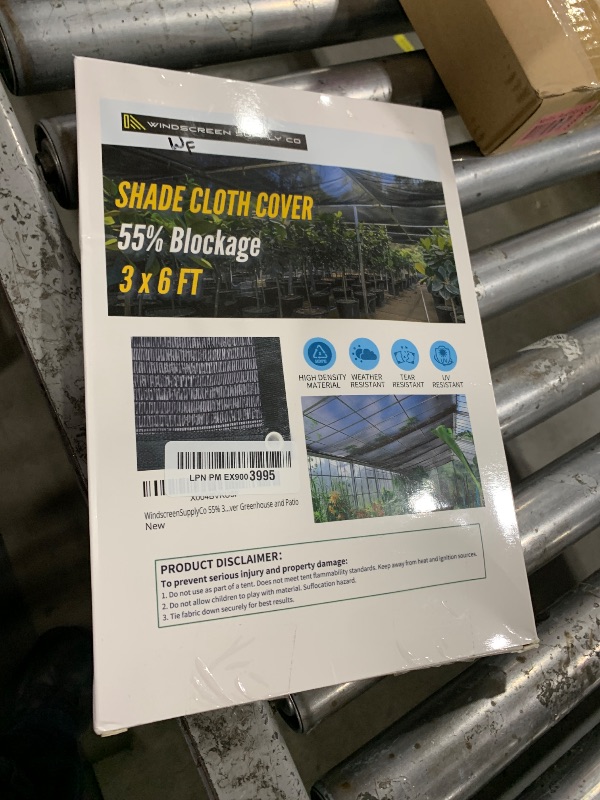 WINDSCREEN SUPPLY CO
WF
SHADE CLOTH COVER
55% Blockage
3 x 6 FT
HIGH DENSITY MATERIAL
WEATHER RESISTANT
TEAR RESISTANT
UV RESISTANT
LPN PM EX900 3995
WindscreenSupplyCo 55% 3...ver Greenhouse and Patio
New
PRODUCT DISCLAIMER:
To prevent serious injury and property damage:
1. Do not use as part of a tent. Does not meet tent flammability standards. Keep away from heat and ignition sources.
2. Do not allow children to play with material. Suffocation hazard.
3. Tie fabric down securely for best results.